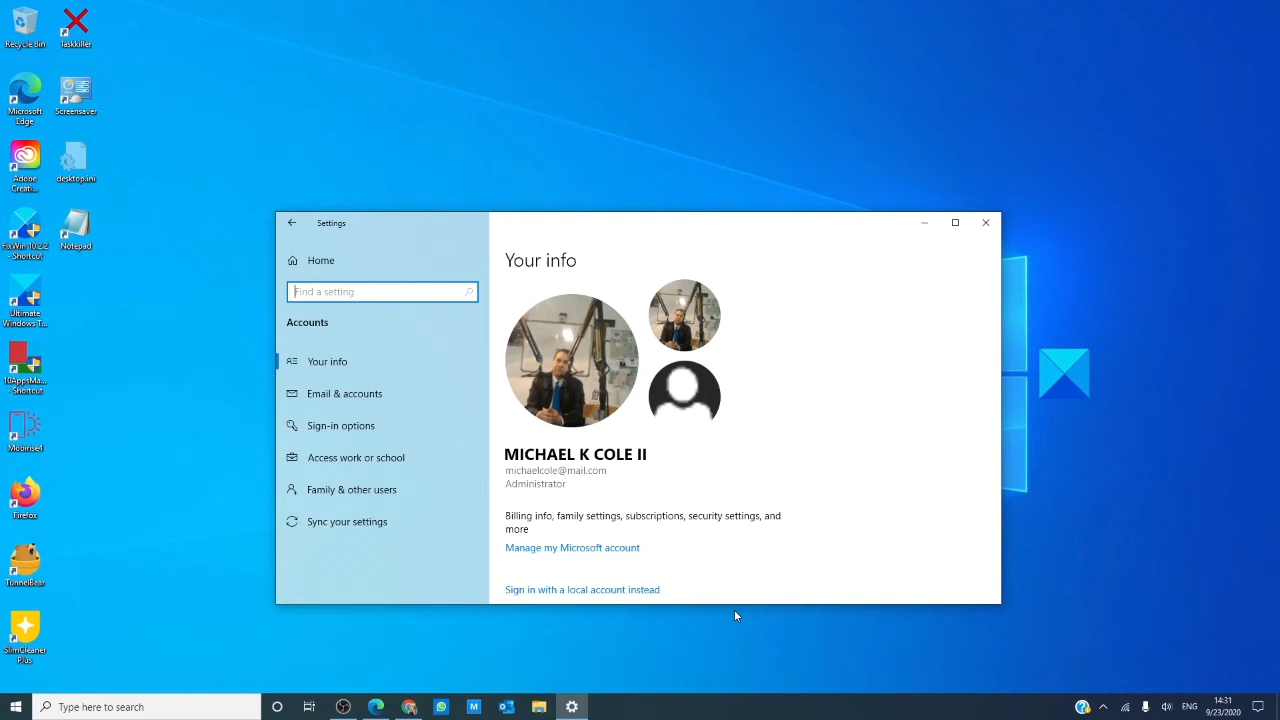 Recycle Bin
Taskkiller
Microsoft
Edge
Screensaver
Adobe
Creati...
desktop.ini
FixWin 10.2.2
- Shortcut
Notepad
Ultimate
Windows T...
10AppsMa...
- Shortcut
Mobirise4
Firefox
TunnelBear
SlimCleaner
Plus
Settings
Home
Find a setting
Accounts
Your info
Email & accounts
Sign-in options
Access work or school
Family & other users
Sync your settings
Your info
MICHAEL K COLE II
michaelcole@mail.com
Administrator
Billing info, family settings, subscriptions, security settings, and
more
Manage my Microsoft account
Sign in with a local account instead
Type here to search
ENG
14:31
9/23/2020